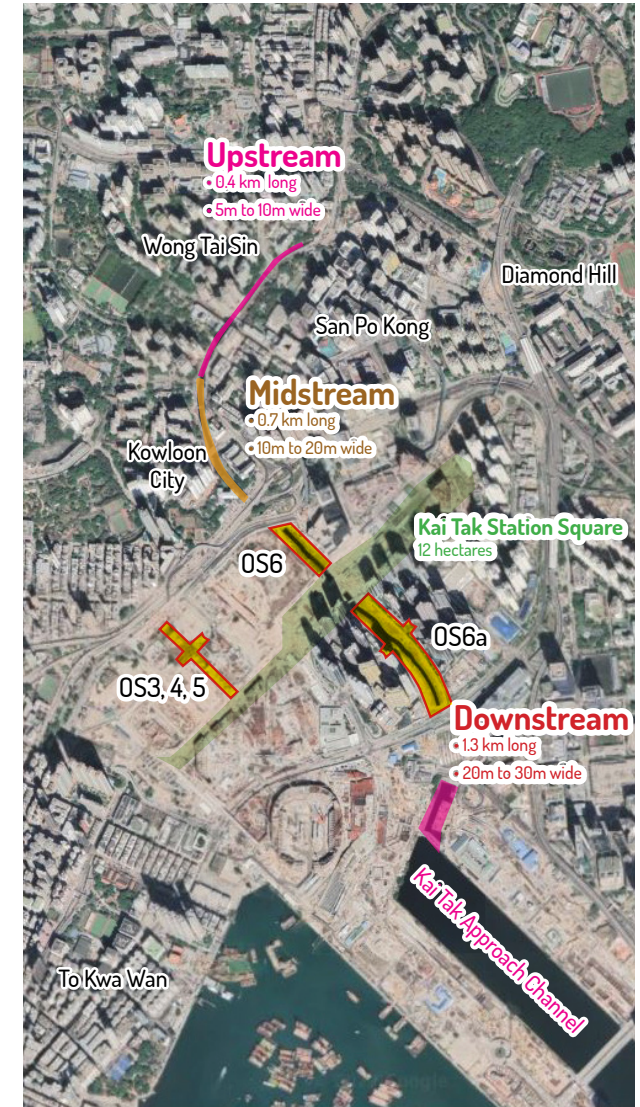 Upstream
• 0.4 km long
• 5m to 10m wide
Wong Tai Sin
Diamond Hill
San Po Kong
Midstream
• 0.7 km long
• 10m to 20m wide
Kowloon
City
Kai Tak Station Square
12 hectares
OS6
OS6a
OS3, 4, 5
Downstream
• 1.3 km long
• 20m to 30m wide
Kai Tak Approach Channel
To Kwa Wan
Google